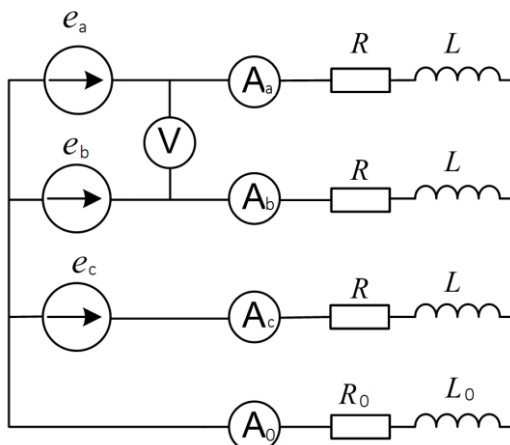 eₐ R L
Aₐ
V
e_b R L
A_b
e_c R L
A_c
R₀ L₀
A₀